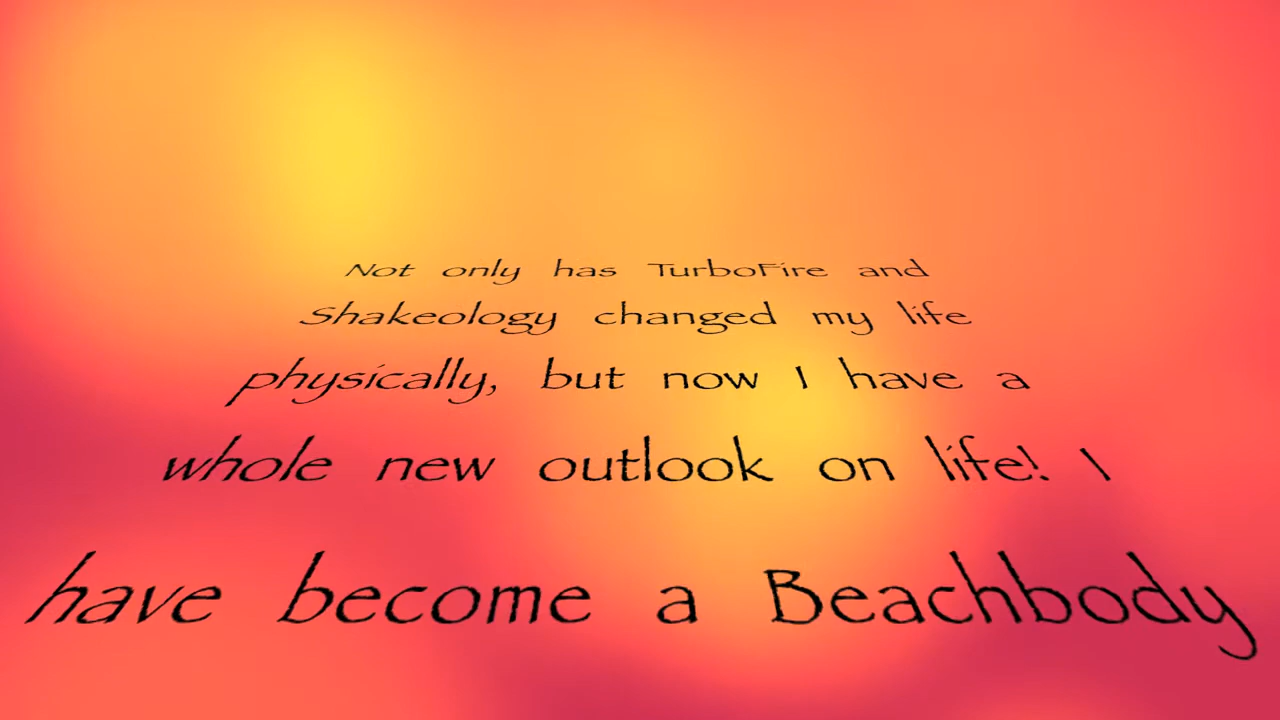 Not only has TurboFire and
Shakeology changed my life
physically, but now I have a
whole new outlook on life! I
have become a Beachbody